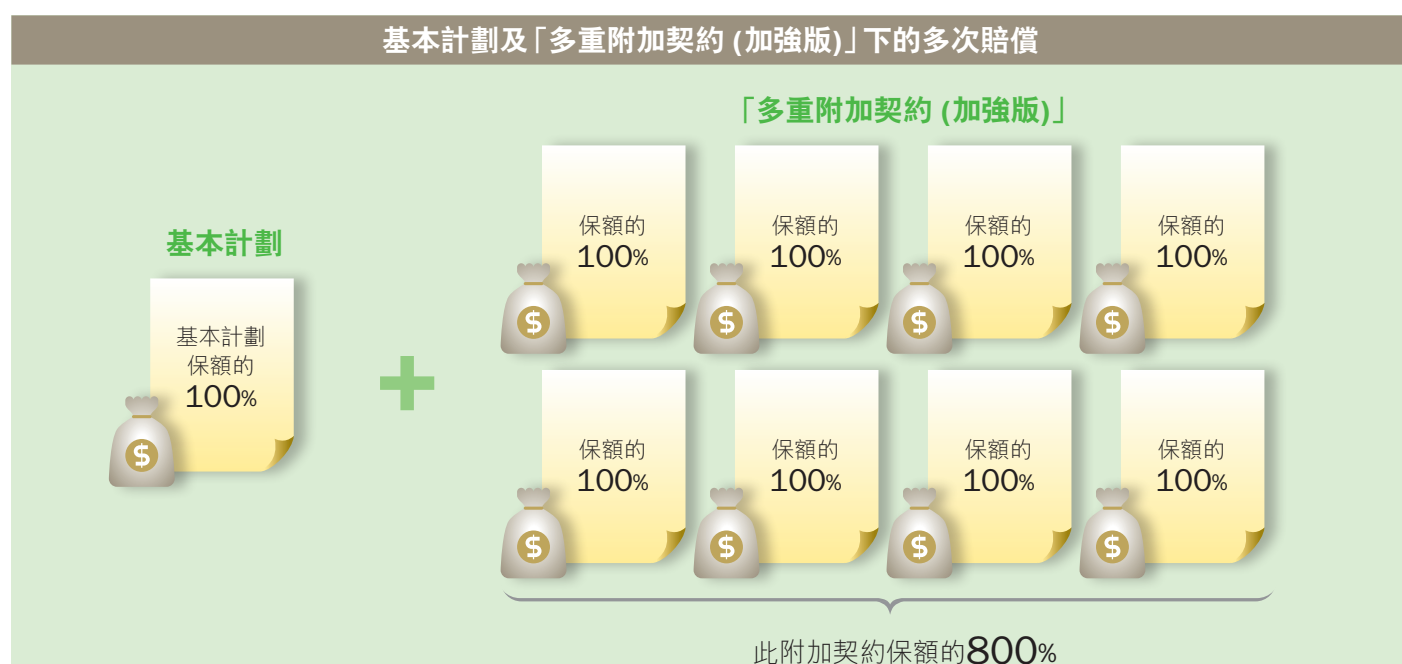 基本計劃及「多重附加契約 (加強版)」下的多次賠償
「多重附加契約 (加強版)」
基本計劃
基本計劃
保額的
100%
保額的
100%
保額的
100%
保額的
100%
保額的
100%
保額的
100%
保額的
100%
保額的
100%
保額的
100%
此附加契約保額的800%